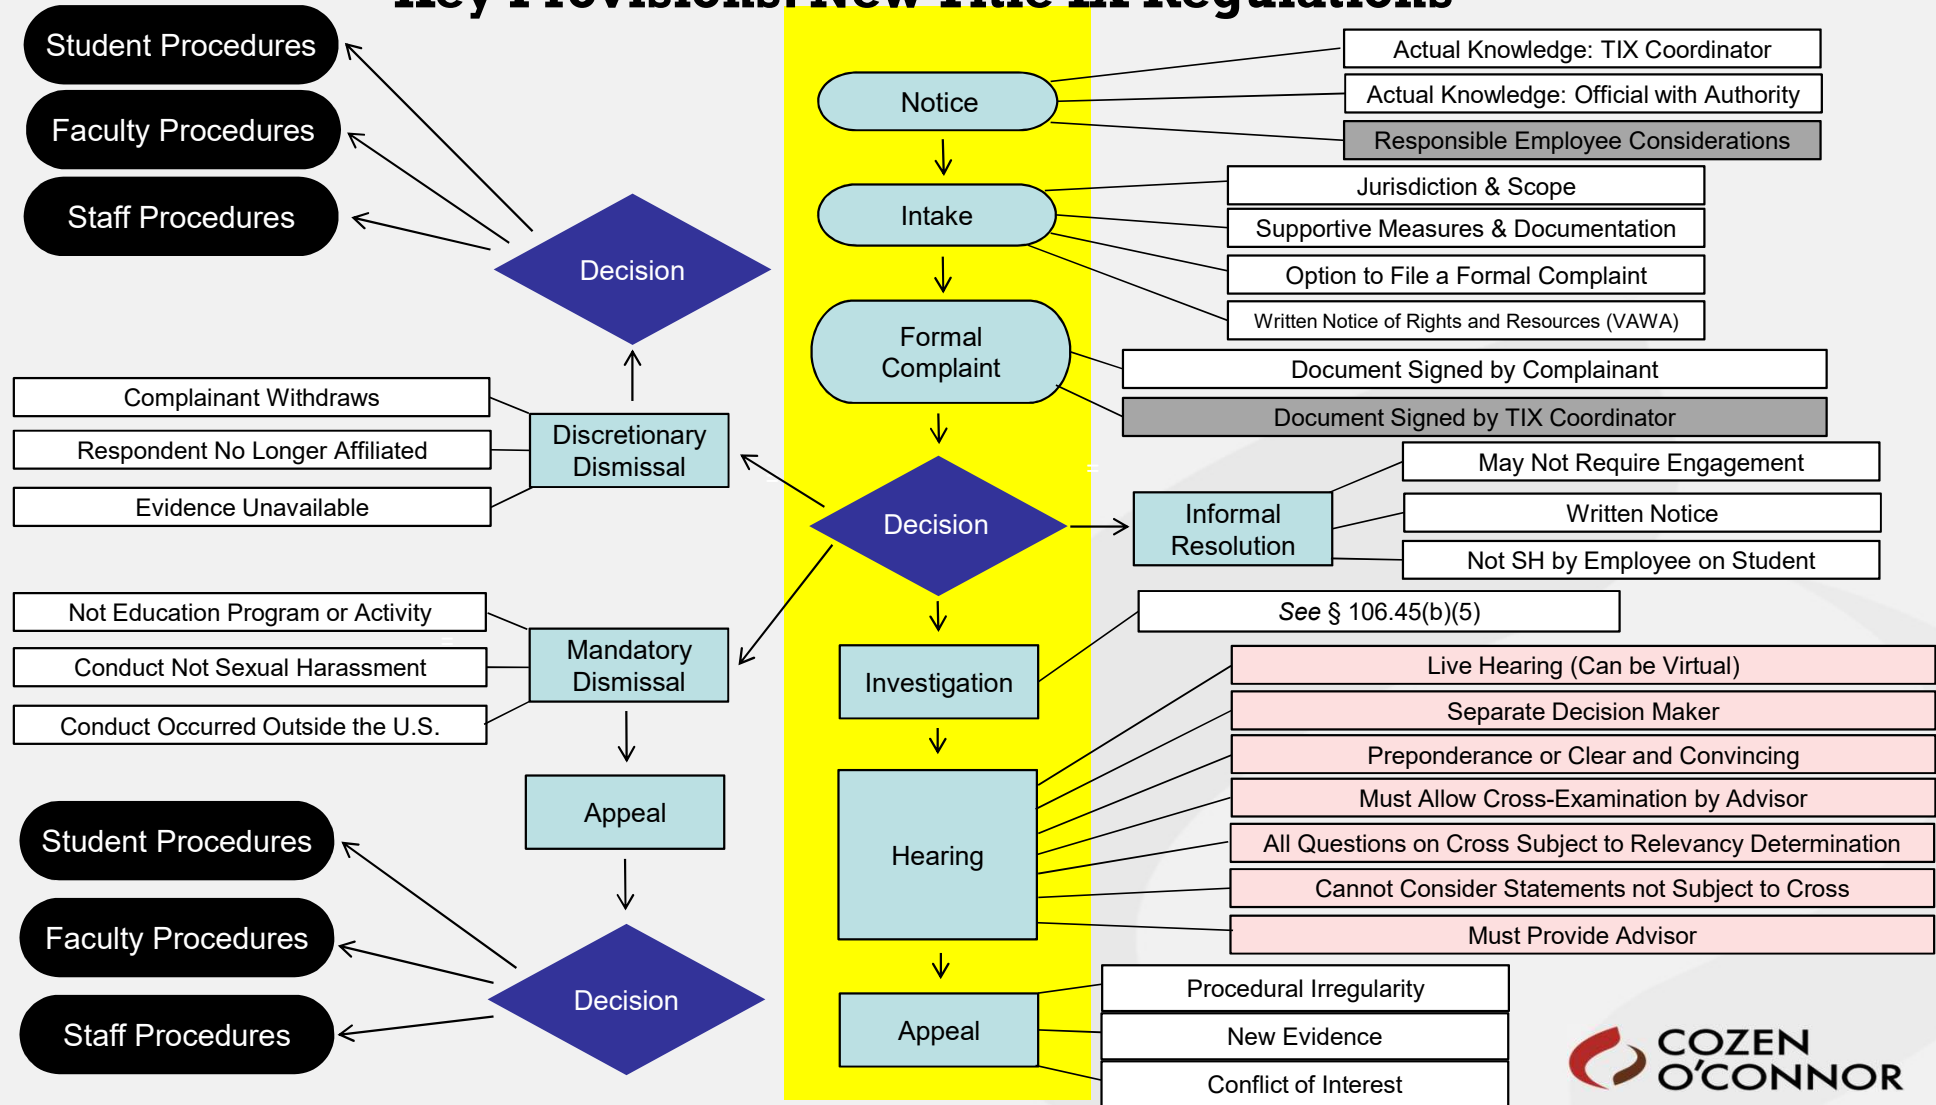 Key Provisions: New Title IX Regulations
Student Procedures
Faculty Procedures
Staff Procedures
Decision
Complainant Withdraws
Respondent No Longer Affiliated
Evidence Unavailable
Discretionary
Dismissal
Not Education Program or Activity
Conduct Not Sexual Harassment
Conduct Occurred Outside the U.S.
Mandatory
Dismissal
Appeal
Student Procedures
Faculty Procedures
Staff Procedures
Decision
Notice
Actual Knowledge: TIX Coordinator
Actual Knowledge: Official with Authority
Responsible Employee Considerations
Intake
Jurisdiction & Scope
Supportive Measures & Documentation
Option to File a Formal Complaint
Written Notice of Rights and Resources (VAWA)
Formal
Complaint
Document Signed by Complainant
Document Signed by TIX Coordinator
Decision
Informal
Resolution
May Not Require Engagement
Written Notice
Not SH by Employee on Student
Investigation
See § 106.45(b)(5)
Hearing
Live Hearing (Can be Virtual)
Separate Decision Maker
Preponderance or Clear and Convincing
Must Allow Cross-Examination by Advisor
All Questions on Cross Subject to Relevancy Determination
Cannot Consider Statements not Subject to Cross
Must Provide Advisor
Appeal
Procedural Irregularity
New Evidence
Conflict of Interest
COZEN
O'CONNOR